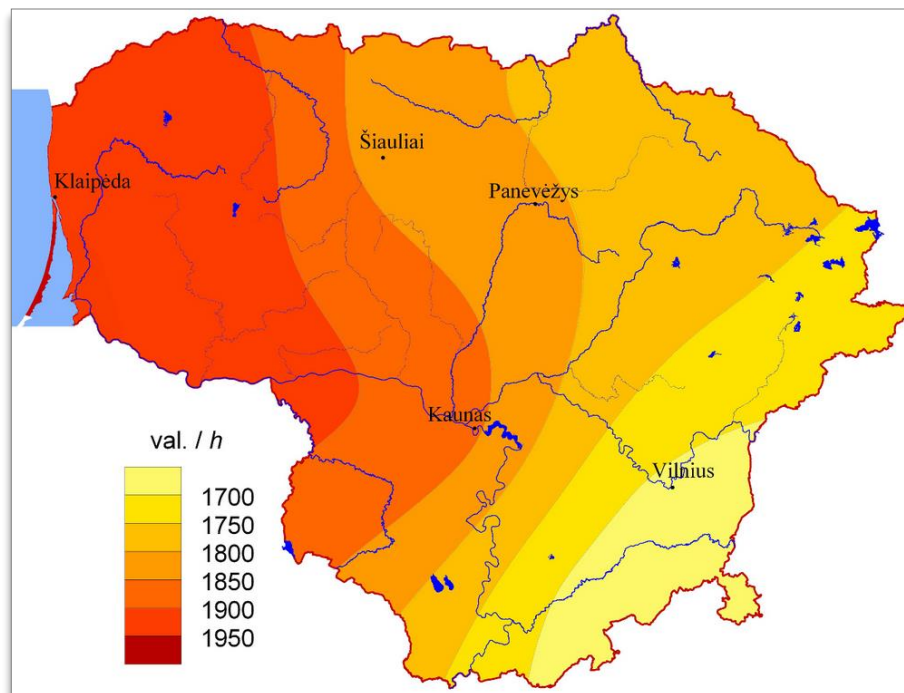 Šiauliai
Klaipėda
Panevėžys
Kaunas
val. / h
Vilnius
1700
1750
1800
1850
1900
1950